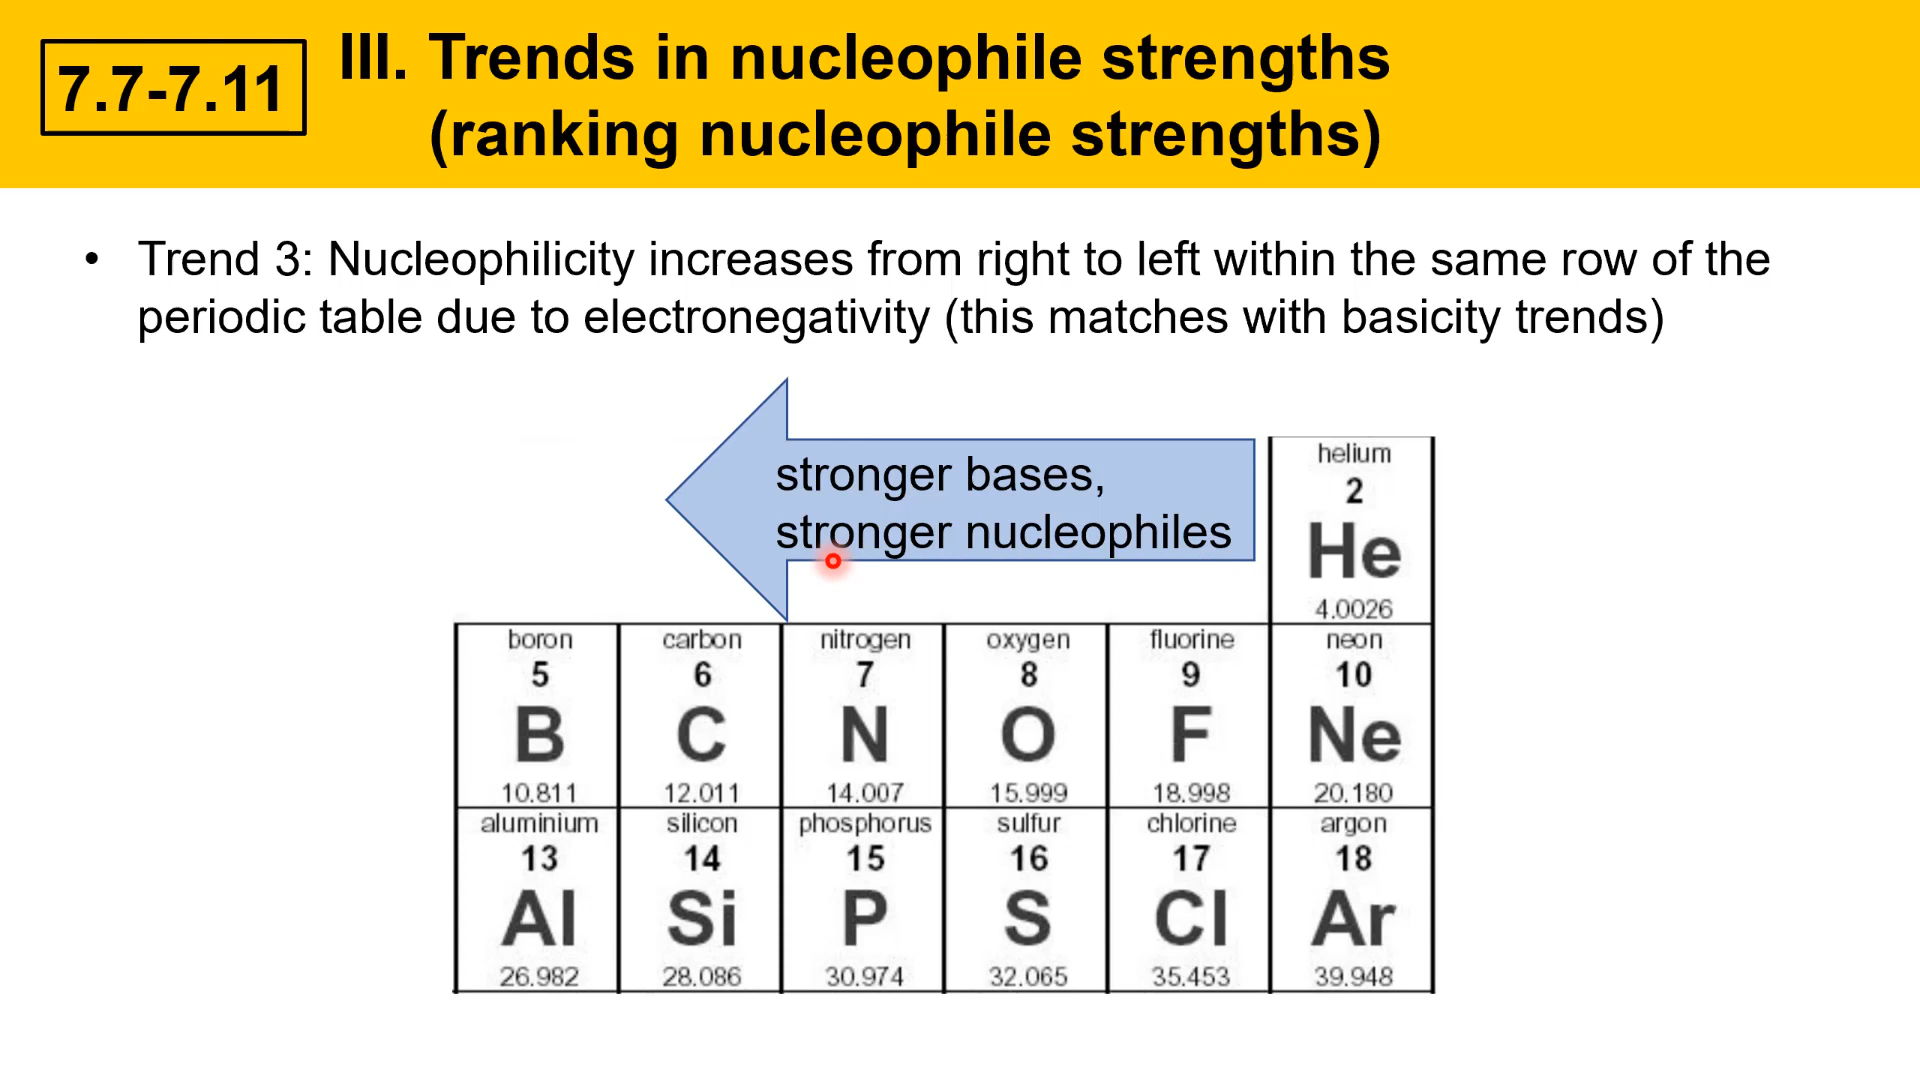 7.7-7.11
III. Trends in nucleophile strengths
(ranking nucleophile strengths)
• Trend 3: Nucleophilicity increases from right to left within the same row of the
periodic table due to electronegativity (this matches with basicity trends)
stronger bases,
stronger nucleophiles
helium
2
He
4.0026
boron carbon nitrogen oxygen fluorine neon
5 6 7 8 9 10
B C N O F Ne
10.811 12.011 14.007 15.999 18.998 20.180
aluminium silicon phosphorus sulfur chlorine argon
13 14 15 16 17 18
Al Si P S Cl Ar
26.982 28.086 30.974 32.065 35.453 39.948